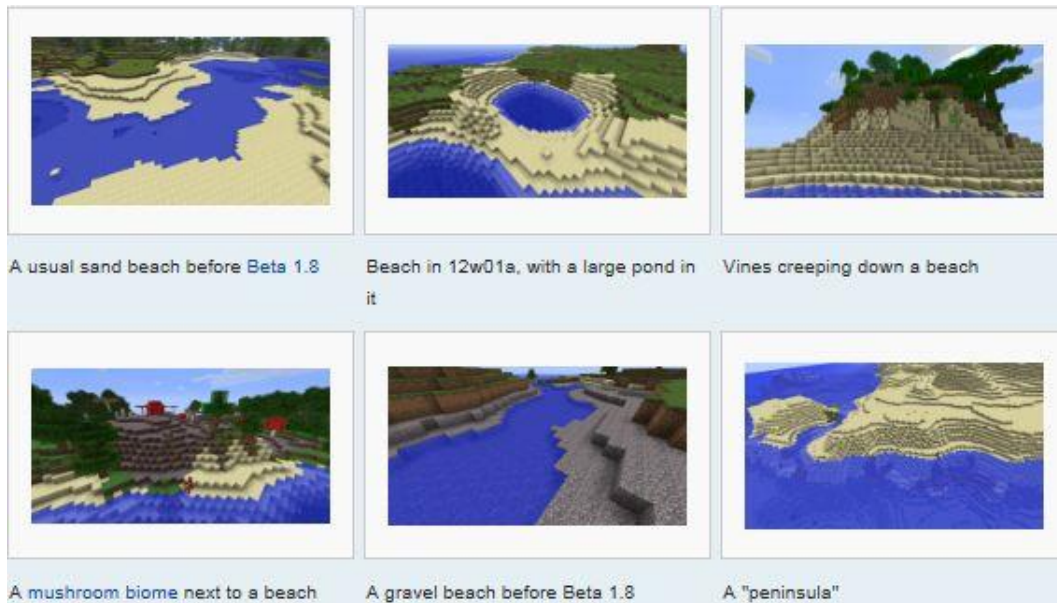 A usual sand beach before Beta 1.8
Beach in 12w01a, with a large pond in
it
Vines creeping down a beach
A mushroom biome next to a beach
A gravel beach before Beta 1.8
A "peninsula"